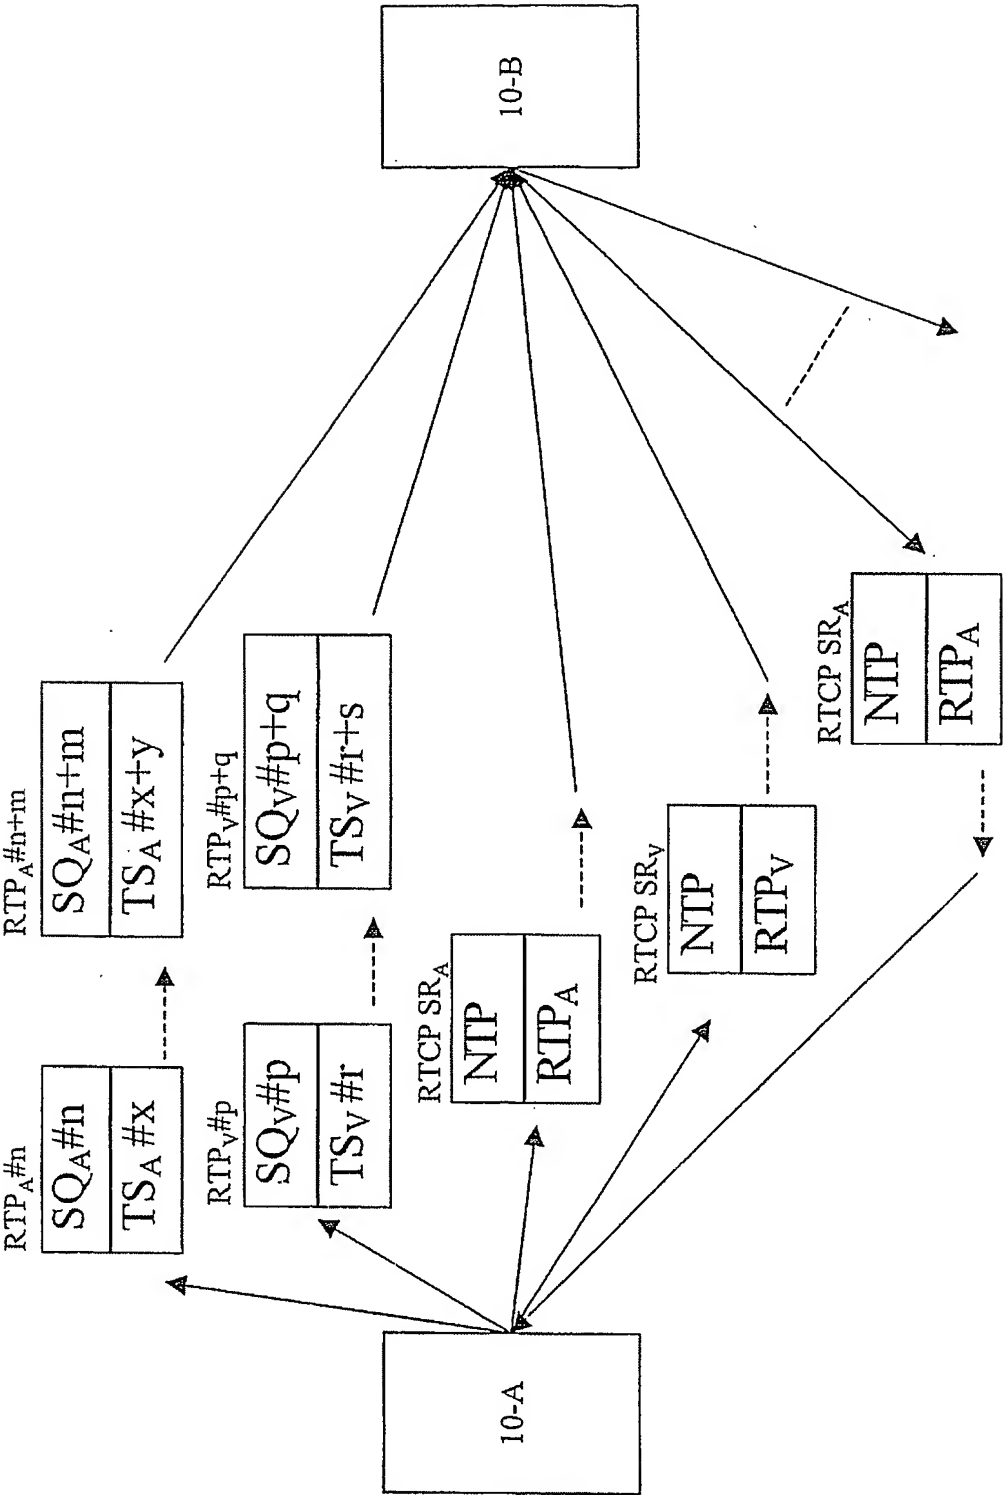 10-A
RTP_A#n
SQ_A#n
TS_A#x
RTP_A#n+m
SQ_A#n+m
TS_A#x+y
RTP_V#p
SQ_V#p
TS_V#r
RTP_V#p+q
SQ_V#p+q
TS_V#r+s
RTCP SR_A
NTP
RTP_A
RTCP SR_V
NTP
RTP_V
RTCP SR_A
NTP
RTP_A
10-B